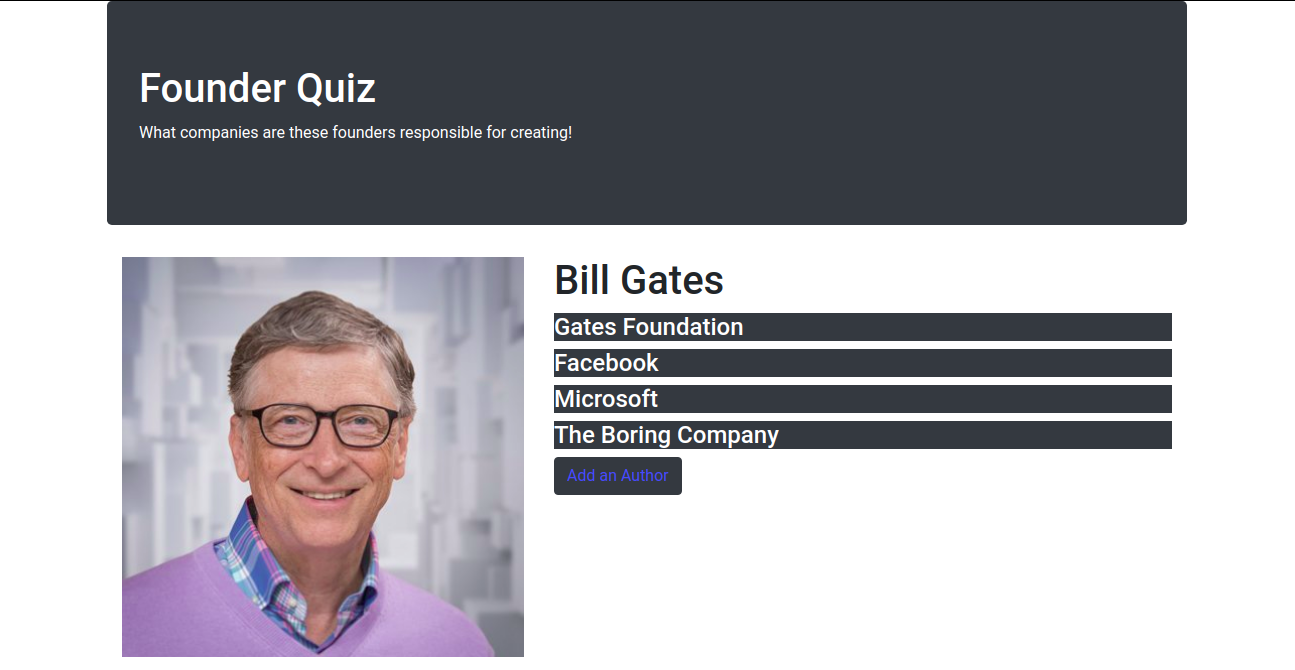 Founder Quiz
What companies are these founders responsible for creating!
Bill Gates
Gates Foundation
Facebook
Microsoft
The Boring Company
Add an Author